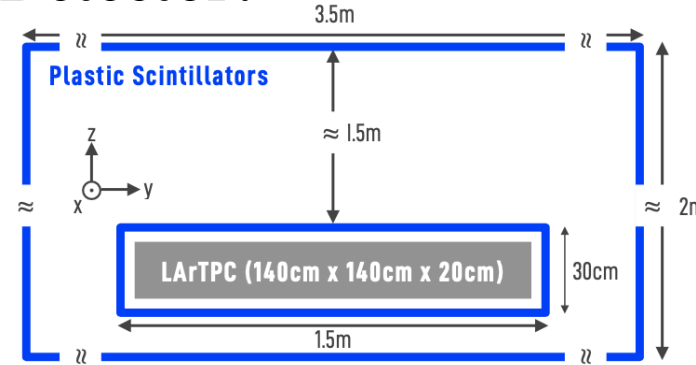 3.5m
Plastic Scintillators
≈ 1.5m
z
y
x
≈
≈
LArTPC (140cm x 140cm x 20cm)
30cm
1.5m